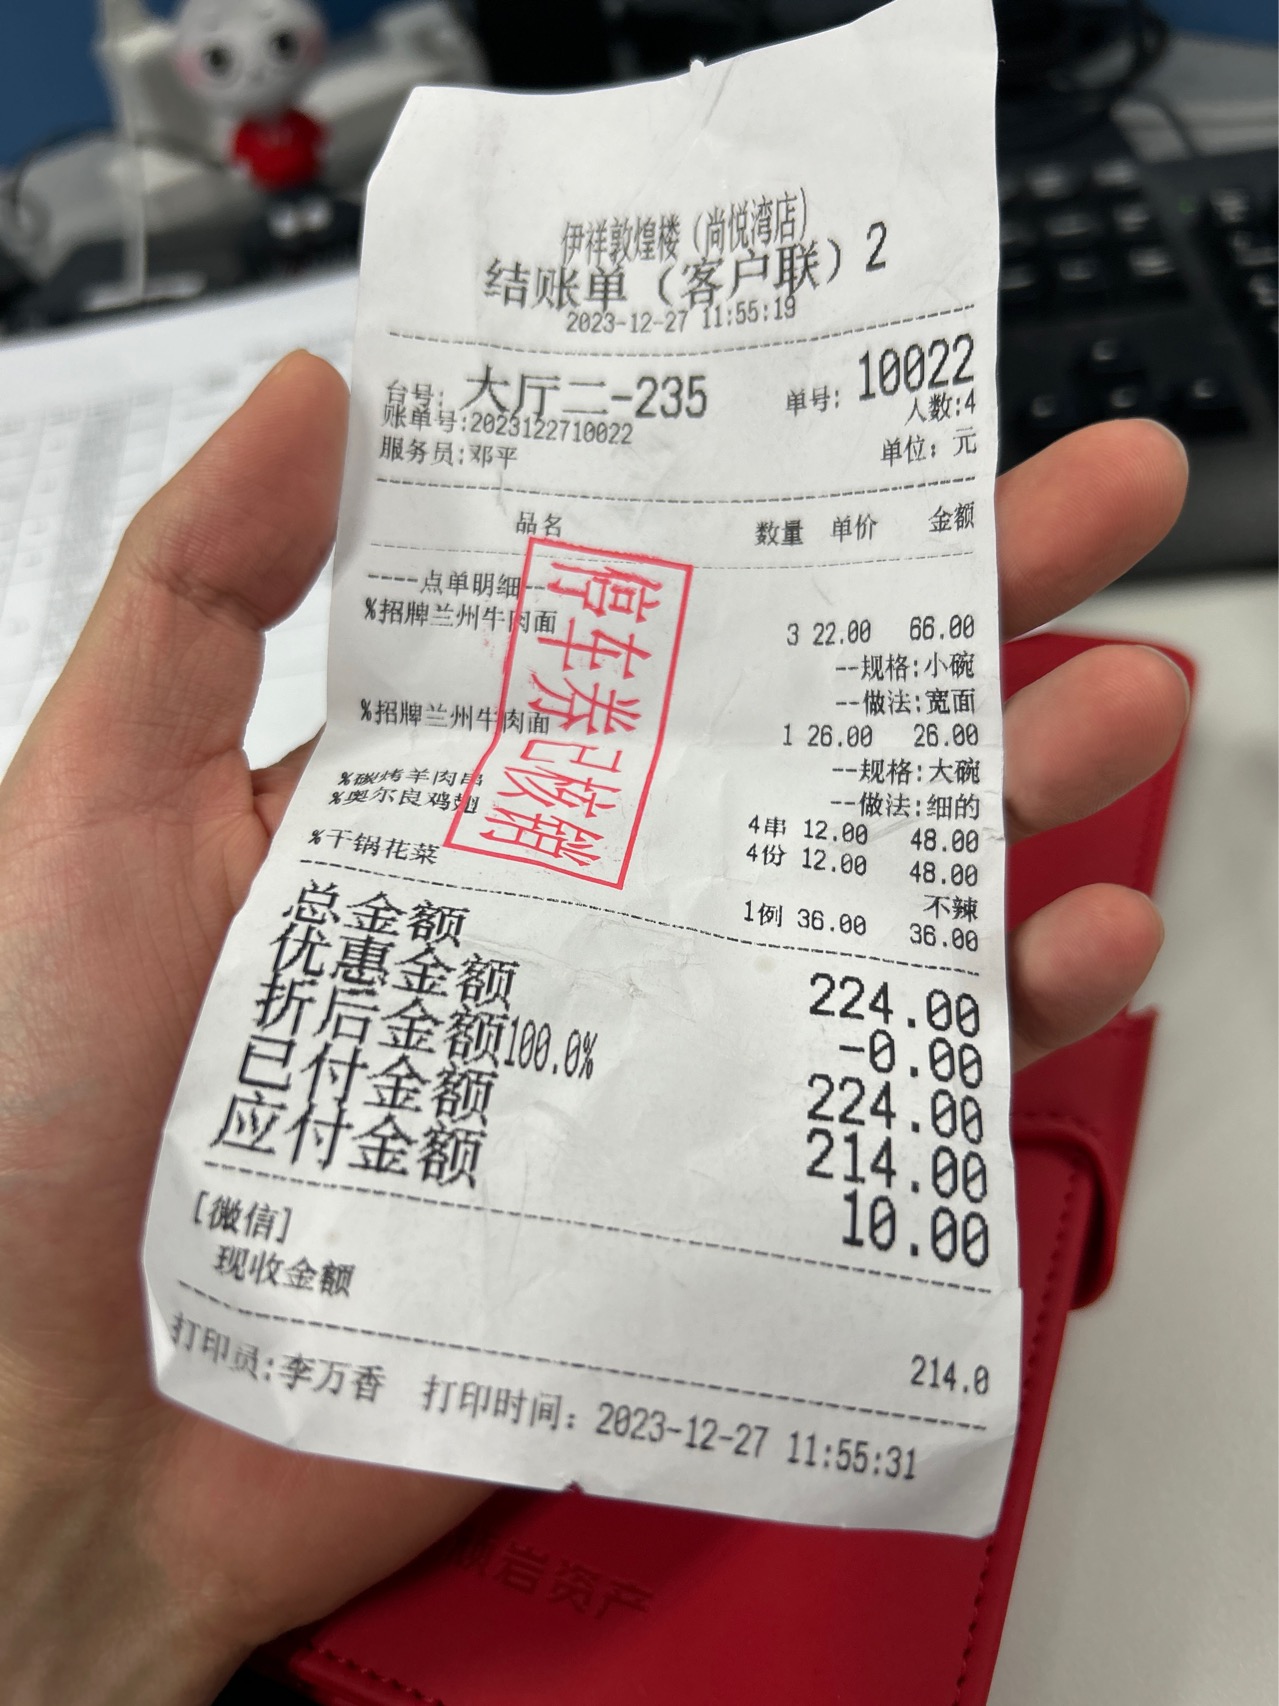 伊祥敦煌楼（尚悦湾店）
结账单（客户联）2
2023-12-27 11:55:19
台号: 大厅二-235 单号: 10022
账单号:2023122710022 人数:4
服务员:邓平 单位: 元
品名 数量 单价 金额
----点单明细--
%招牌兰州牛肉面 3 22.00 66.00
--规格:小碗
--做法:宽面
%招牌兰州牛肉面 1 26.00 26.00
--规格:大碗
--做法:细的
%碳烤羊肉串 4串 12.00 48.00
%奥尔良鸡翅 4份 12.00 48.00
不辣
%干锅花菜 1例 36.00 36.00
停车券已核销
总金额 224.00
优惠金额 -0.00
折后金额100.0% 224.00
已付金额 214.00
应付金额 10.00
[微信]
现收金额 214.0
打印员:李万香 打印时间: 2023-12-27 11:55:31
岩资产